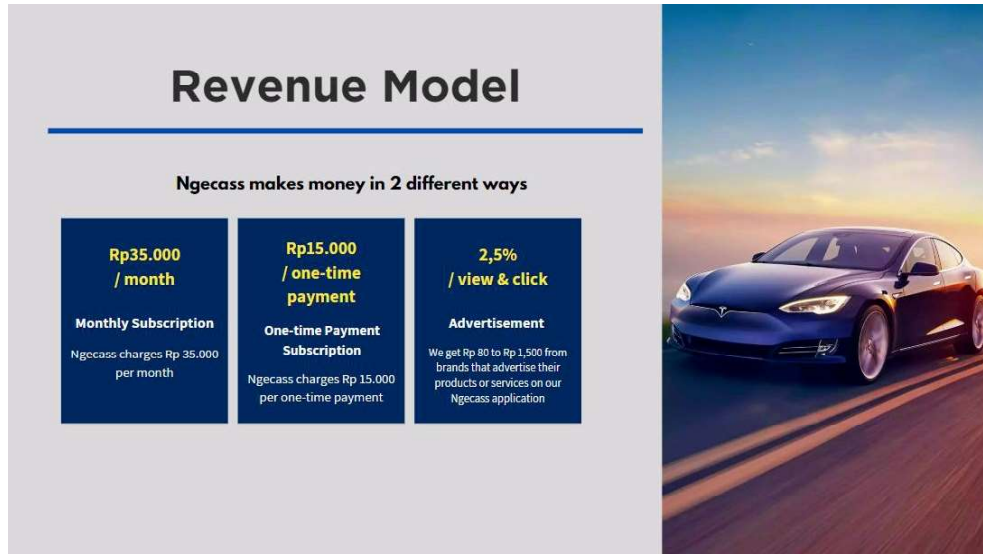 Revenue Model
Ngecass makes money in 2 different ways
Rp35.000
/ month
Monthly Subscription
Ngecass charges Rp 35.000
per month
Rp15.000
/ one-time
payment
One-time Payment
Subscription
Ngecass charges Rp 15.000
per one-time payment
2,5%
/ view & click
Advertisement
We get Rp 80 to Rp 1,500 from
brands that advertise their
products or services on our
Ngecass application